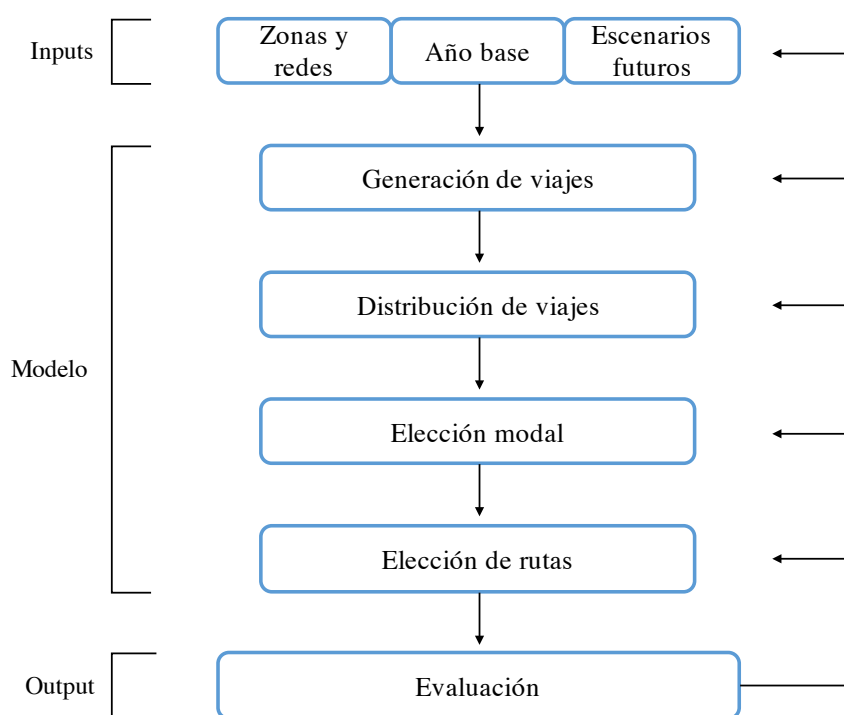 Inputs
Zonas y
redes
Año base
Escenarios
futuros
Modelo
Generación de viajes
Distribución de viajes
Elección modal
Elección de rutas
Output
Evaluación